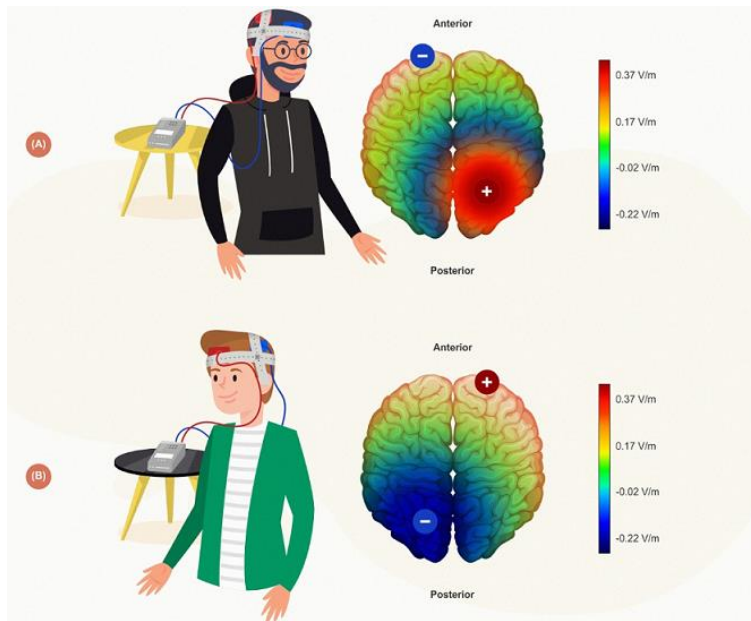 Anterior
−
0.37 V/m
0.17 V/m
(A)
+
-0.02 V/m
-0.22 V/m
Posterior
Anterior
+
0.37 V/m
0.17 V/m
(B)
-0.02 V/m
−
-0.22 V/m
Posterior